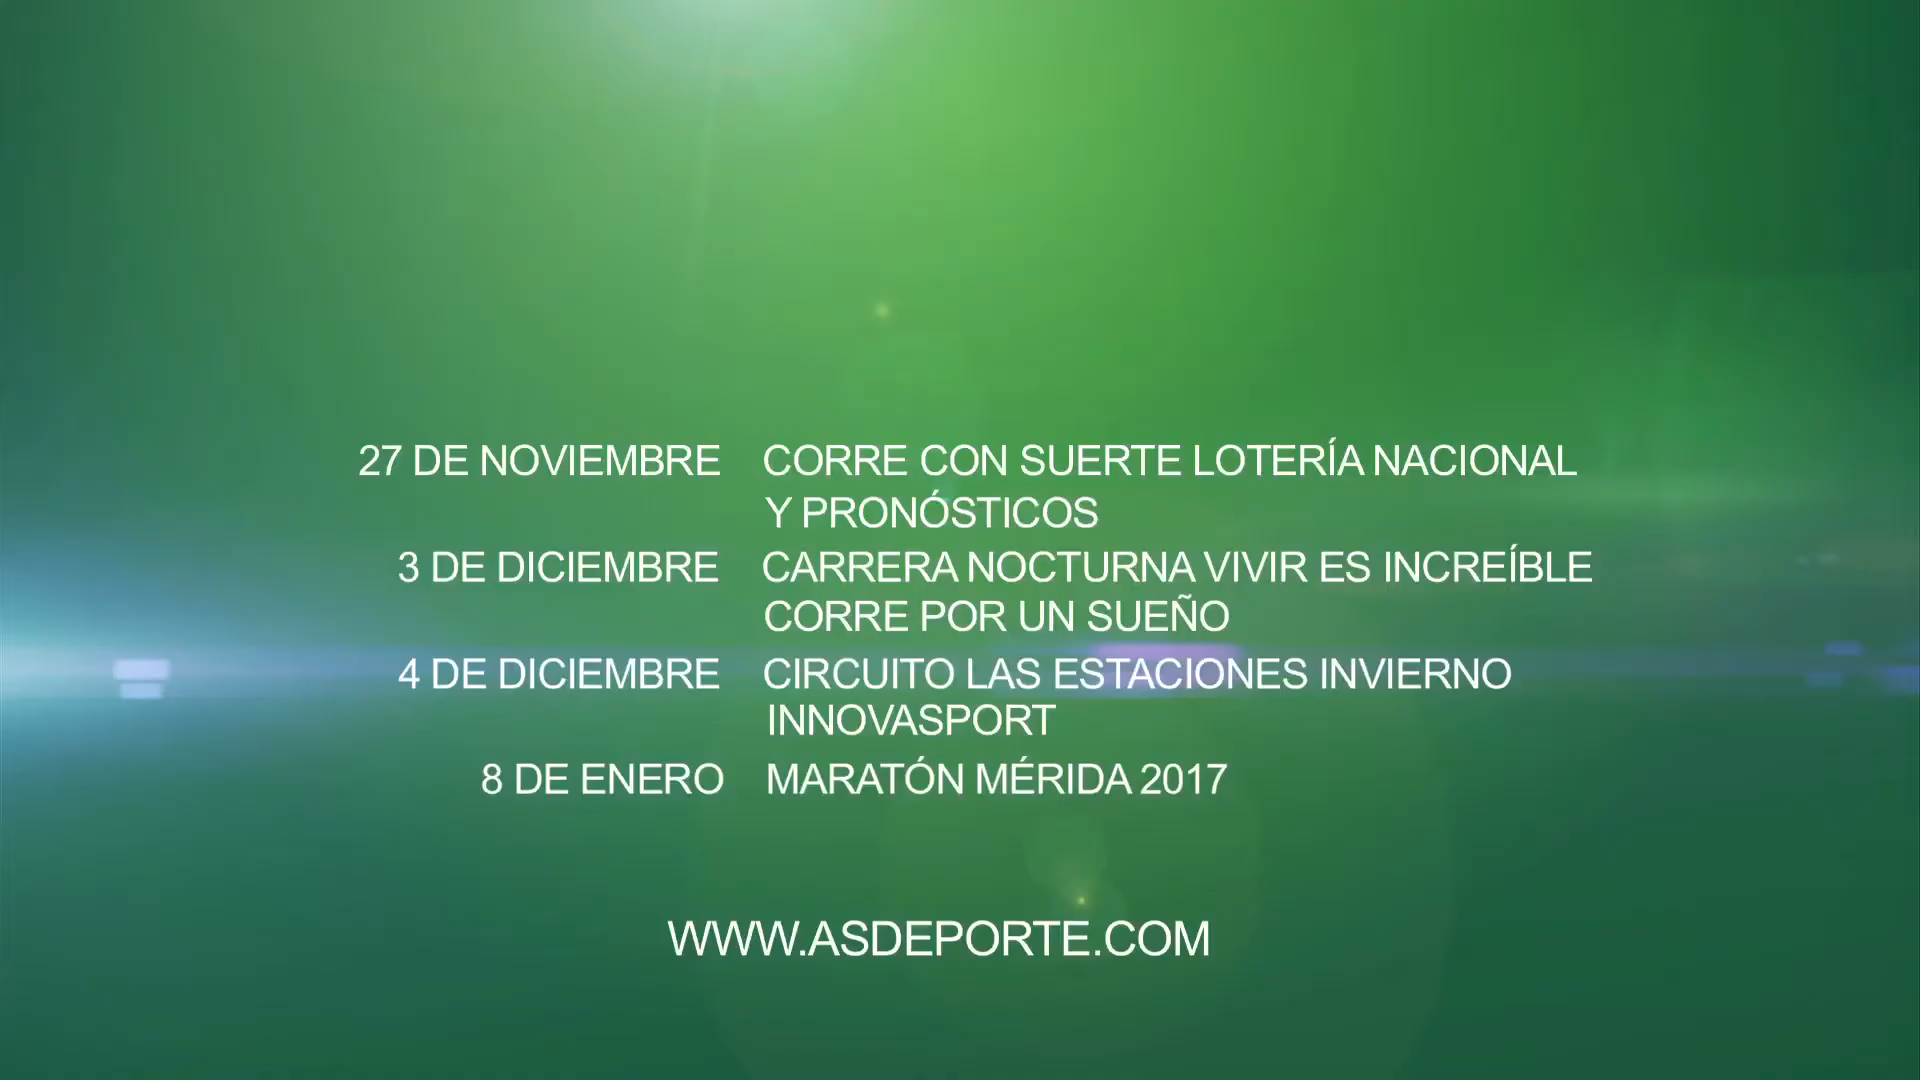 27 DE NOVIEMBRE CORRE CON SUERTE LOTERÍA NACIONAL
Y PRONÓSTICOS
3 DE DICIEMBRE CARRERA NOCTURNA VIVIR ES INCREÍBLE
CORRE POR UN SUEÑO
4 DE DICIEMBRE CIRCUITO LAS ESTACIONES INVIERNO
INNOVASPORT
8 DE ENERO MARATÓN MÉRIDA 2017
WWW.ASDEPORTE.COM